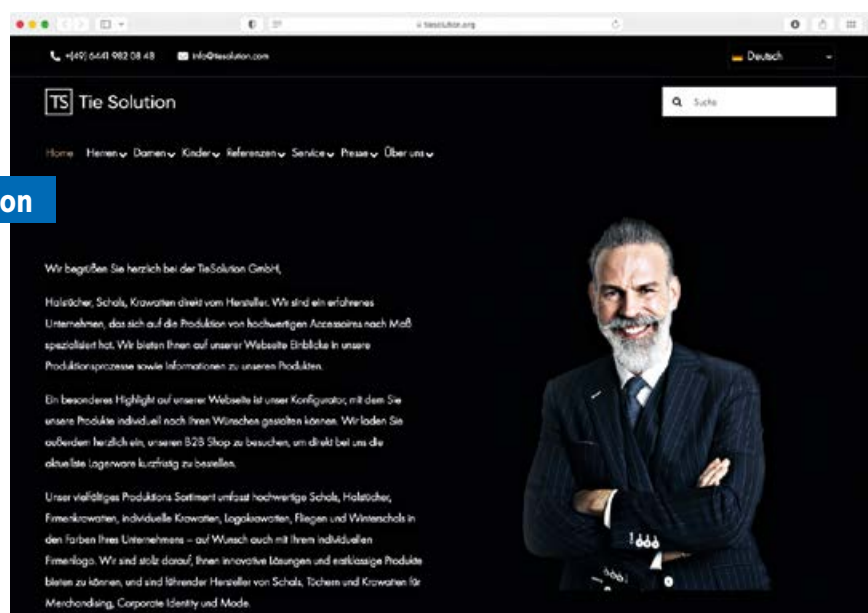 tiesolution.org
+(49) 6441 982 08 48 info@tiesolution.com Deutsch
TS Tie Solution
Suche
Home Herren Damen Kinder Referenzen Service Presse Über uns
on
Wir begrüßen Sie herzlich bei der TieSolution GmbH,
Halstücher, Schals, Krawatten direkt vom Hersteller. Wir sind ein erfahrenes
Unternehmen, das sich auf die Produktion von hochwertigen Accessoires nach Maß
spezialisiert hat. Wir bieten Ihnen auf unserer Webseite Einblicke in unsere
Produktionsprozesse sowie Informationen zu unseren Produkten.
Ein besonderes Highlight auf unserer Webseite ist unser Konfigurator, mit dem Sie
unsere Produkte individuell nach Ihren Wünschen gestalten können. Wir laden Sie
außerdem herzlich ein, unseren B2B Shop zu besuchen, um direkt bei uns die
aktuellste Lagerware kurzfristig zu bestellen.
Unser vielfältiges Produktions Sortiment umfasst hochwertige Schals, Halstücher,
Firmenkrawatten, individuelle Krawatten, Logokrawatten, Fliegen und Winterschals in
den Farben Ihres Unternehmens – auf Wunsch auch mit Ihrem individuellen
Firmenlogo. Wir sind stolz darauf, Ihnen innovative Lösungen und erstklassige Produkte
bieten zu können, und sind führender Hersteller von Schals, Tüchern und Krawatten für
Merchandising, Corporate Identity und Mode.